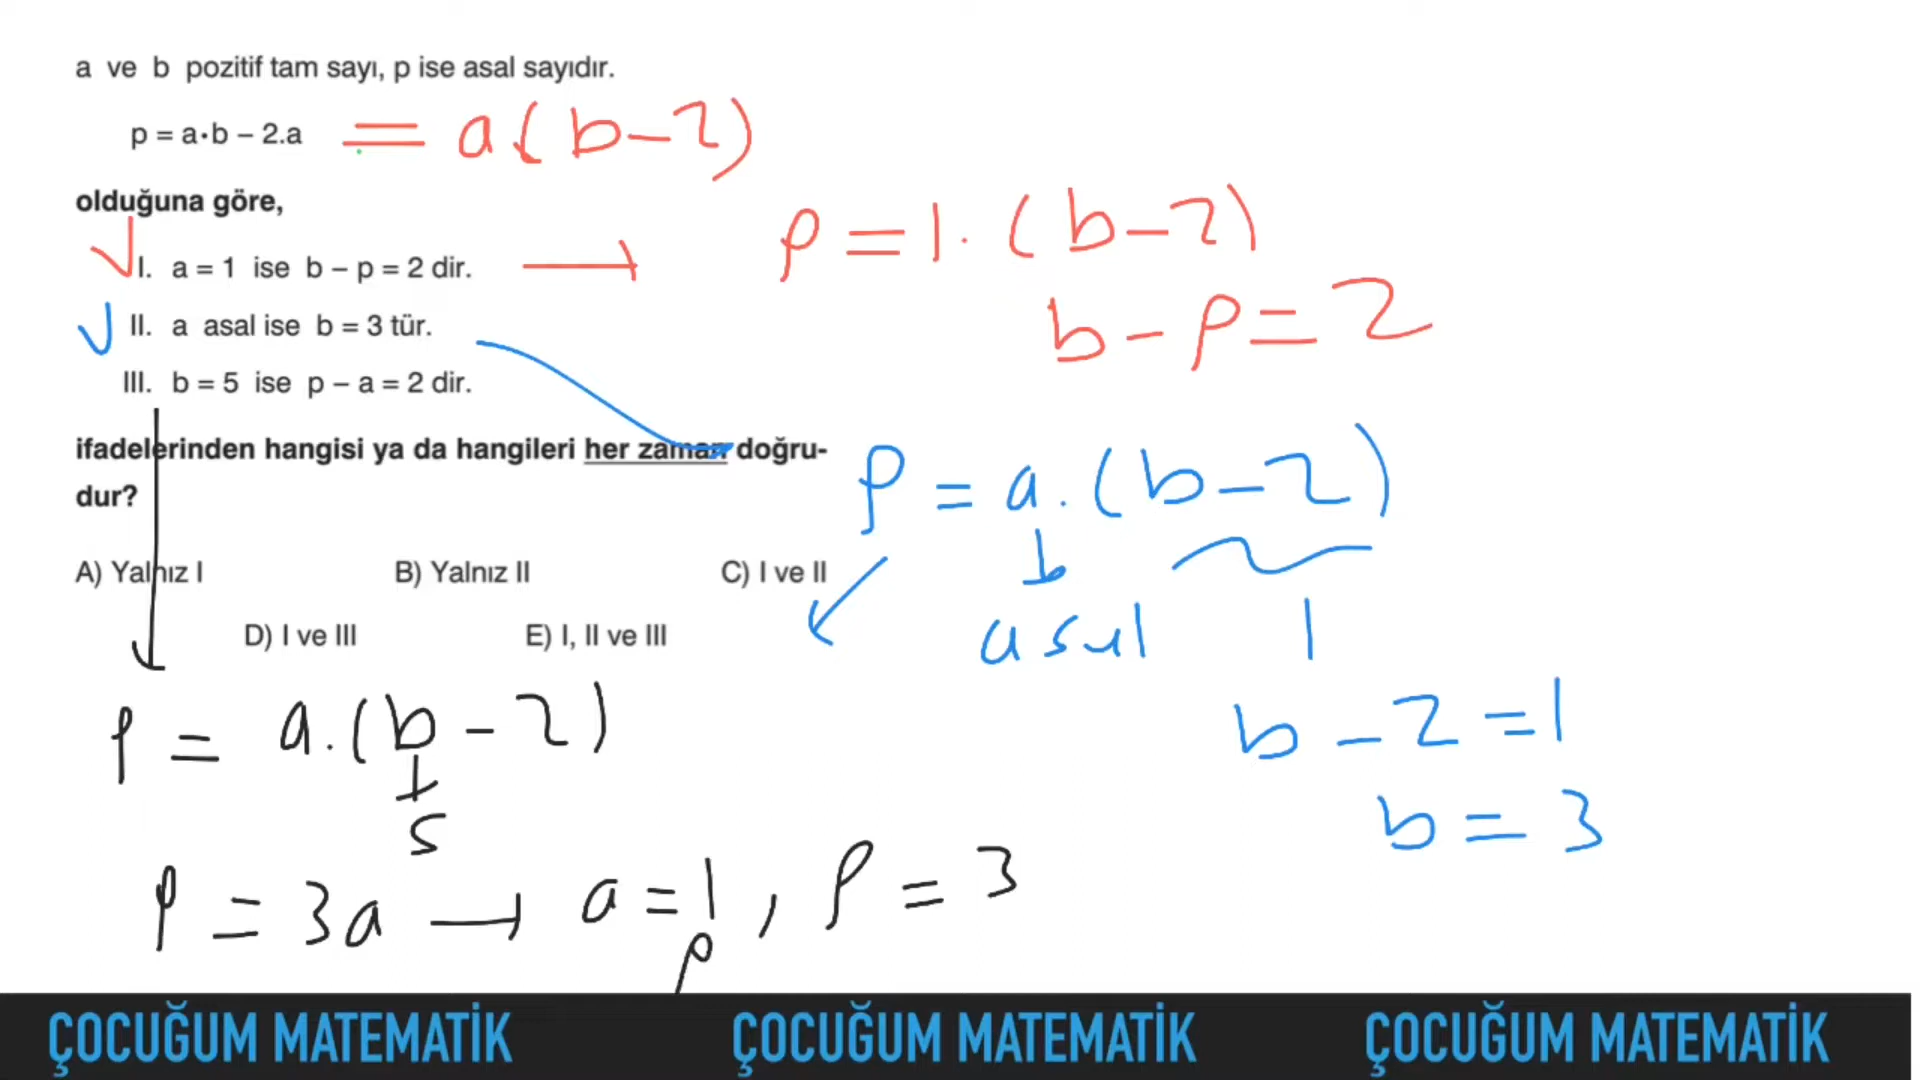 a ve b pozitif tam sayı, p ise asal sayıdır.
p = a·b – 2.a = a(b-2)
olduğuna göre,
I. a = 1 ise b – p = 2 dir.
p = 1·(b-2)
b - p = 2
II. a asal ise b = 3 tür.
III. b = 5 ise p – a = 2 dir.
ifadelerinden hangisi ya da hangileri her zaman doğru-
dur?
p = a.(b-2)
asal 1
b - 2 = 1
b = 3
A) Yalnız I B) Yalnız II C) I ve II
D) I ve III E) I, II ve III
p = a.(b-2)
5
p = 3a → a = 1, p = 3
p
ÇOCUĞUM MATEMATİK ÇOCUĞUM MATEMATİK ÇOCUĞUM MATEMATİK